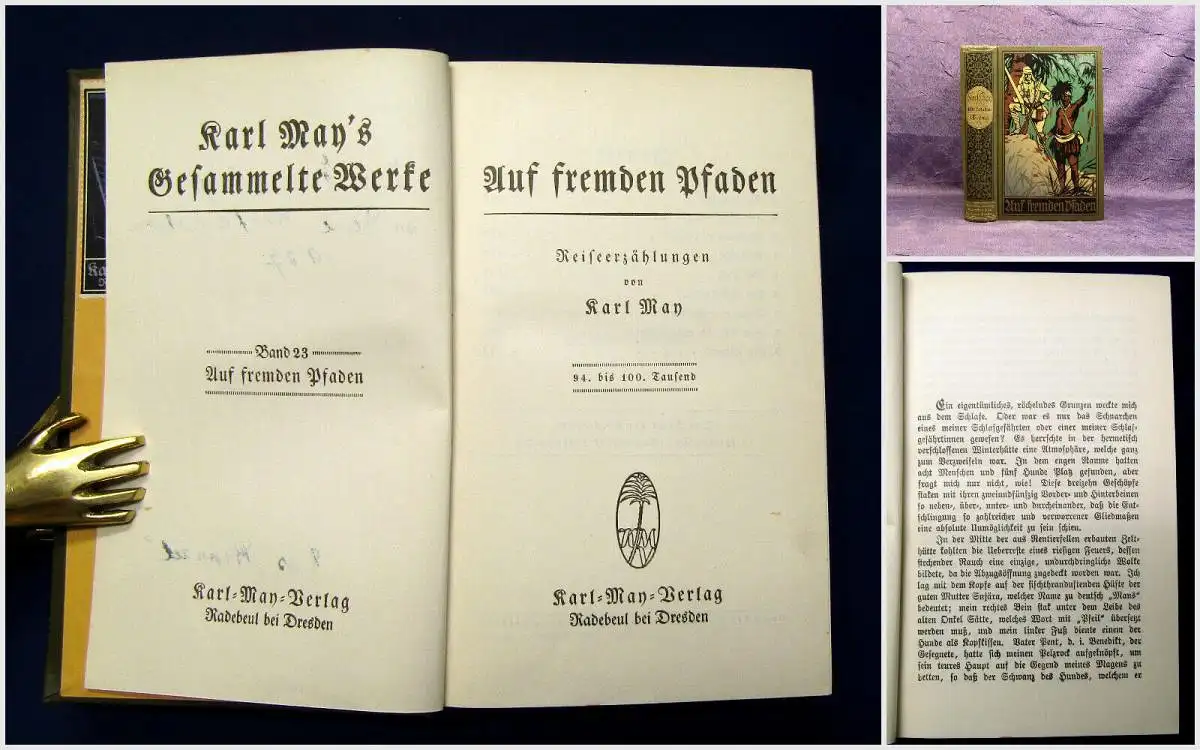 Karl May's
Gesammelte Werke
Band 23
Auf fremden Pfaden
Karl-May-Verlag
Radebeul bei Dresden
Auf fremden Pfaden
Reiseerzählungen
von
Karl May
94. bis 100. Tausend
Karl-May-Verlag
Radebeul bei Dresden
Auf fremden Pfaden
Ein eigentümliches, röchelndes Grunzen weckte mich
aus dem Schlafe. Oder war es nur das Schnarchen
eines meiner Schlafgefährten oder einer meiner Schlaf-
gefährtinnen gewesen? Es herrschte in der hermetisch
verschlossenen Winterhütte eine Atmosphäre, welche ganz
zum Verzweifeln war. In dem engen Raume hatten
acht Menschen und fünf Hunde Platz gefunden, aber
fragt mich nur nicht, wie! Diese dreizehn Geschöpfe
staken mit ihren zweiundfünfzig Vorder- und Hinterbeinen
so neben-, über-, unter- und durcheinander, daß die Ent-
schlingung so zahlreicher und verworrener Gliedmaßen
eine absolute Unmöglichkeit zu sein schien.
In der Mitte der aus Rentierfellen erbauten Zelt-
hütte kohlten die Ueberreste eines riesigen Feuers, dessen
stechender Rauch eine einzige, undurchdringliche Wolke
bildete, da die Abzugsöffnung zugedeckt worden war. Ich
lag mit dem Kopfe auf der fischthranduftenden Hüfte der
guten Mutter Snjära, welcher Name zu deutsch „Maus“
bedeutet; mein rechtes Bein stak unter dem Leibe des
alten Onkel Sätte, welches Wort mit „Pfeil“ übersetzt
werden muß, und mein linker Fuß diente einem der
Hunde als Kopfkissen. Vater Pent, d. i. Benedikt, der
Gesegnete, hatte sich meinen Pelzrock aufgeknöpft, um
sein teures Haupt auf die Gegend meines Magens zu
betten, so daß der Schwanz des Hundes, welchem er